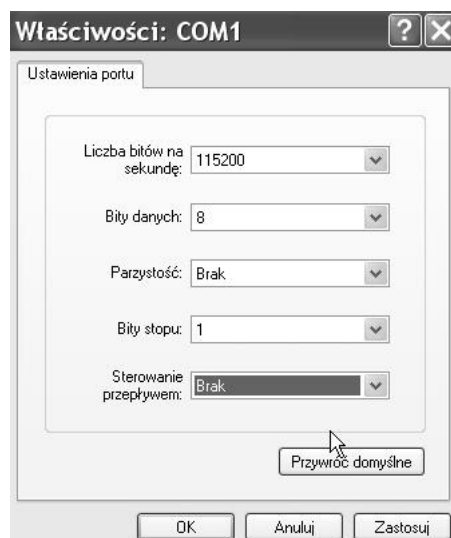 Właściwości: COM1
Ustawienia portu
Liczba bitów na
sekundę:
115200
Bity danych:
8
Parzystość:
Brak
Bity stopu:
1
Sterowanie
przepływem:
Brak
Przywróć domyślne
OK
Anuluj
Zastosuj